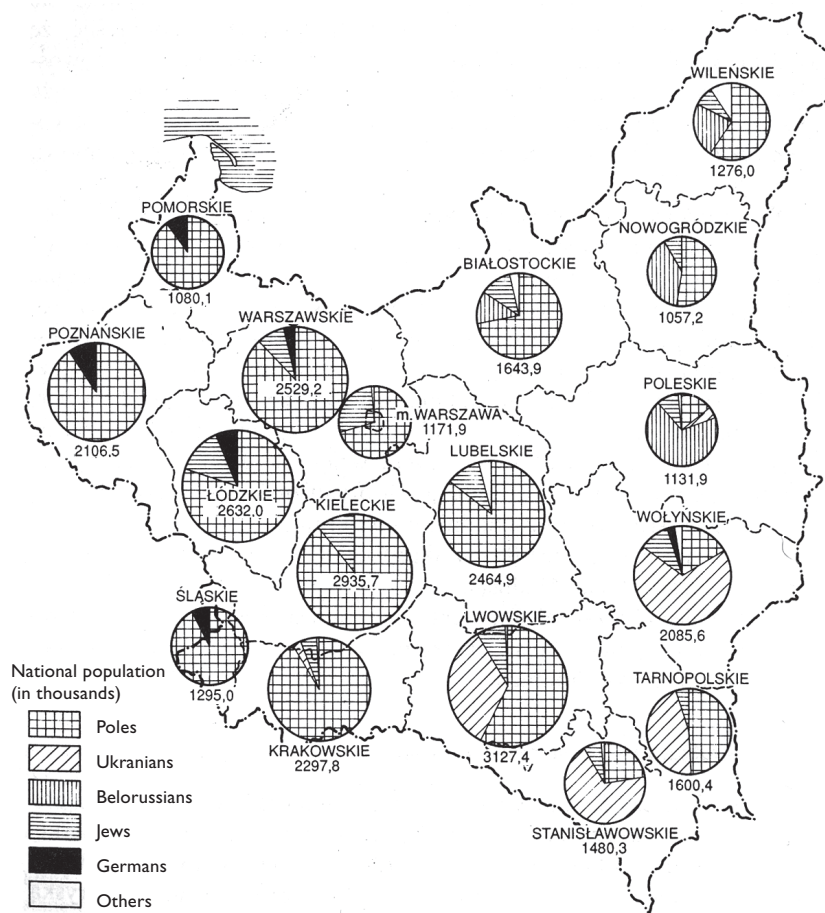 WILEŃSKIE
1276,0
POMORSKIE
1080,1
NOWOGRÓDZKIE
1057,2
BIAŁOSTOCKIE
1643,9
POZNAŃSKIE
2106,5
WARSZAWSKIE
2529,2
m.WARSZAWA
1171,9
POLESKIE
1131,9
ŁÓDZKIE
2632,0
LUBELSKIE
2464,9
KIELECKIE
2935,7
WOŁYŃSKIE
2085,6
ŚLĄSKIE
1295,0
LWOWSKIE
3127,4
KRAKOWSKIE
2297,8
TARNOPOLSKIE
1600,4
STANISŁAWOWSKIE
1480,3
National population
(in thousands)
Poles
Ukranians
Belorussians
Jews
Germans
Others